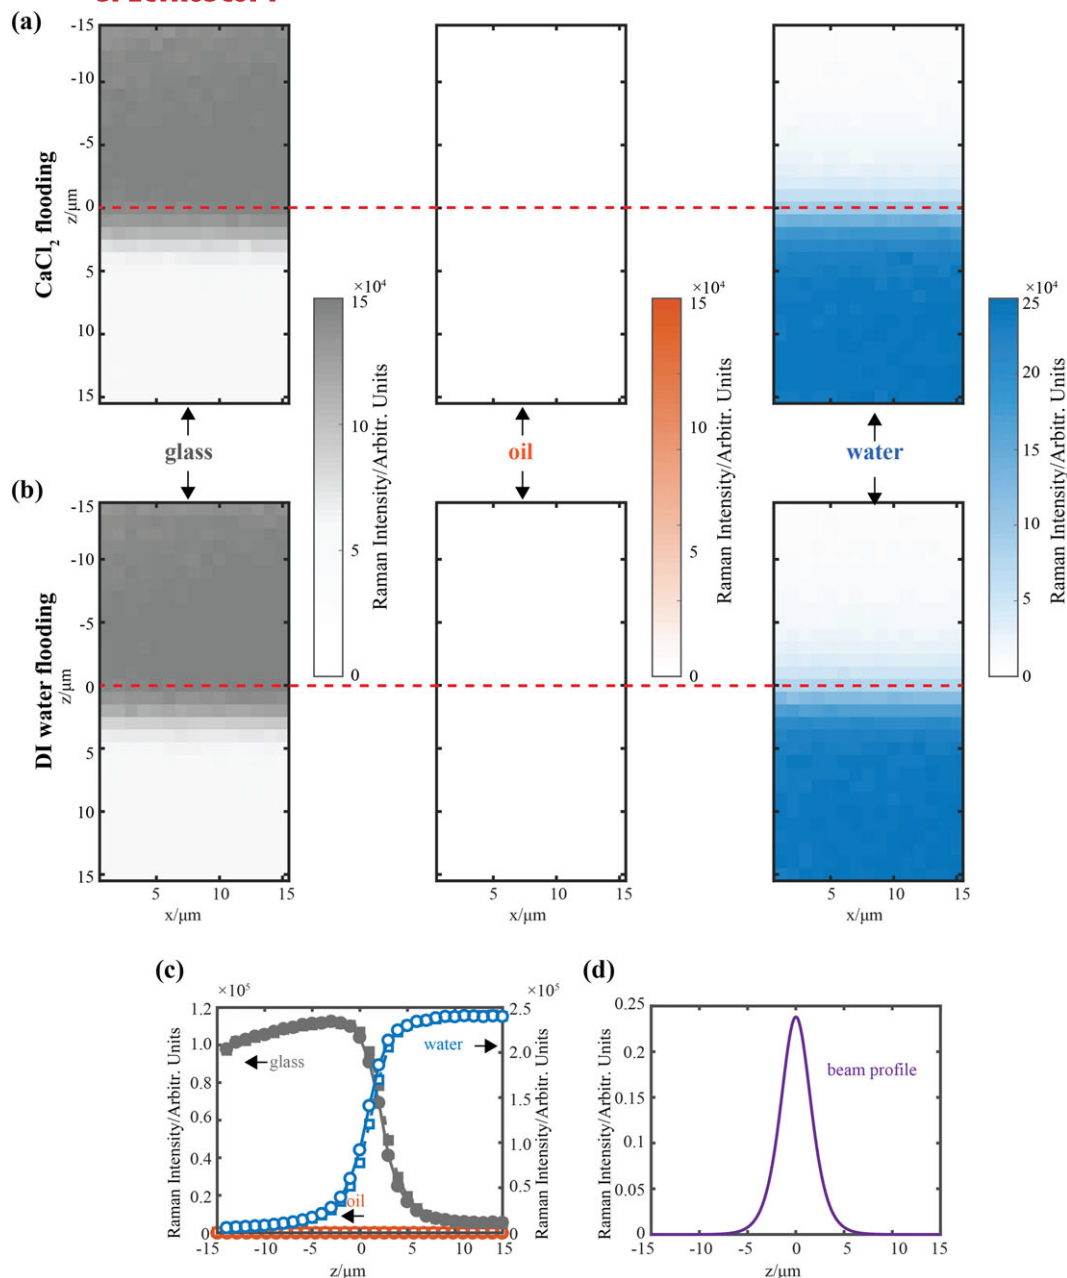 (a)
-15
-10
-5
0
5
10
15
z/μm
CaCl2 flooding
×10⁴
15
10
5
0
Raman Intensity/Arbitr. Units
×10⁴
15
10
5
0
Raman Intensity/Arbitr. Units
×10⁴
25
20
15
10
5
0
Raman Intensity/Arbitr. Units
glass
oil
water
(b)
-15
-10
-5
0
5
10
15
z/μm
DI water flooding
5
10
15
x/μm
5
10
15
x/μm
5
10
15
x/μm
(c)
×10⁵
×10⁵
1.2
1.0
0.8
0.6
0.4
0.2
0
Raman Intensity/Arbitr. Units
glass
water
oil
2.5
2.0
1.5
1.0
0.5
0
Raman Intensity/Arbitr. Units
-15
-10
-5
0
5
10
15
z/μm
(d)
0.25
0.2
0.15
0.1
0.05
0
Raman Intensity/Arbitr. Units
beam profile
-15
-10
-5
0
5
10
15
z/μm